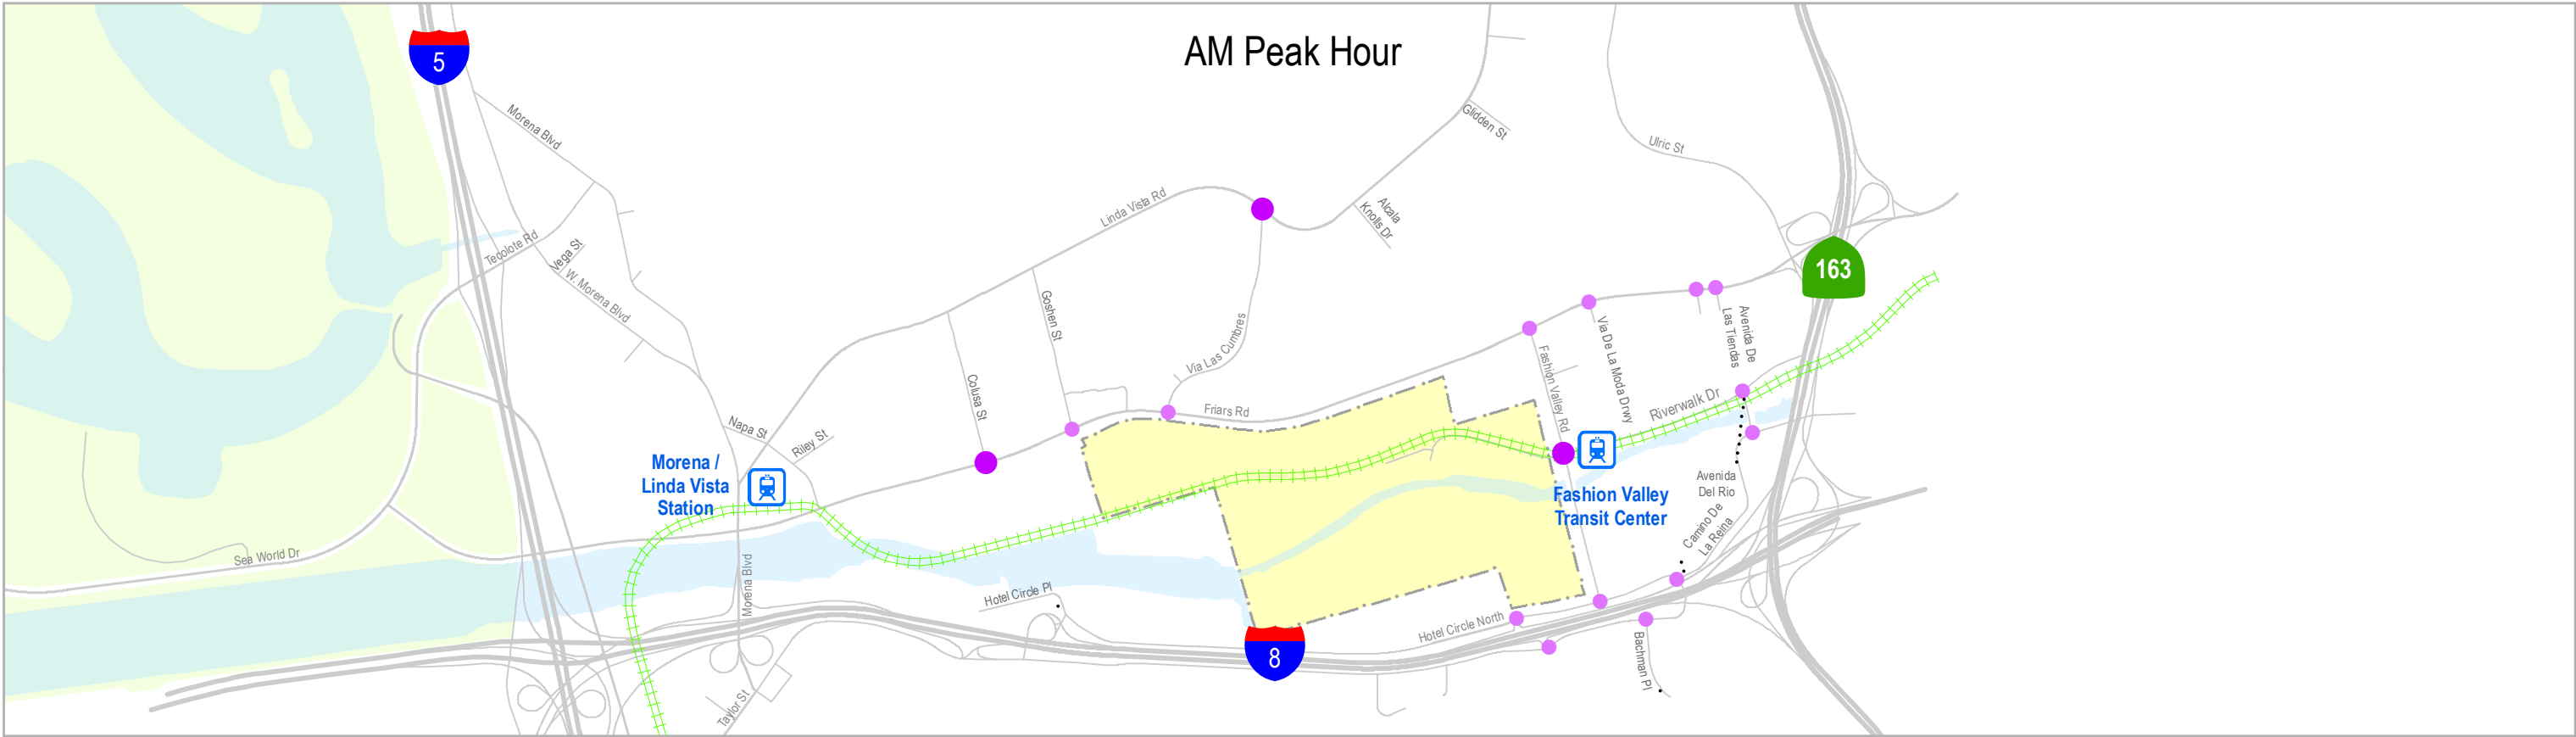 AM Peak Hour
5
Morena Blvd
Glidden St
Ulric St
Linda Vista Rd
Alcala
Knolls Dr
Tecolote Rd
Vega St
W. Morena Blvd
163
Goshen St
Via Las Cumbres
Via De La Moda Drwy
Avenida De
Las Tiendas
Fashion Valley Rd
Colusa St
Friars Rd
Riverwalk Dr
Napa St
Riley St
Morena /
Linda Vista
Station
Fashion Valley
Transit Center
Avenida
Del Rio
Camino De
La Reina
Sea World Dr
Morena Blvd
Hotel Circle Pl
Hotel Circle North
8
Bachman Pl
Taylor St